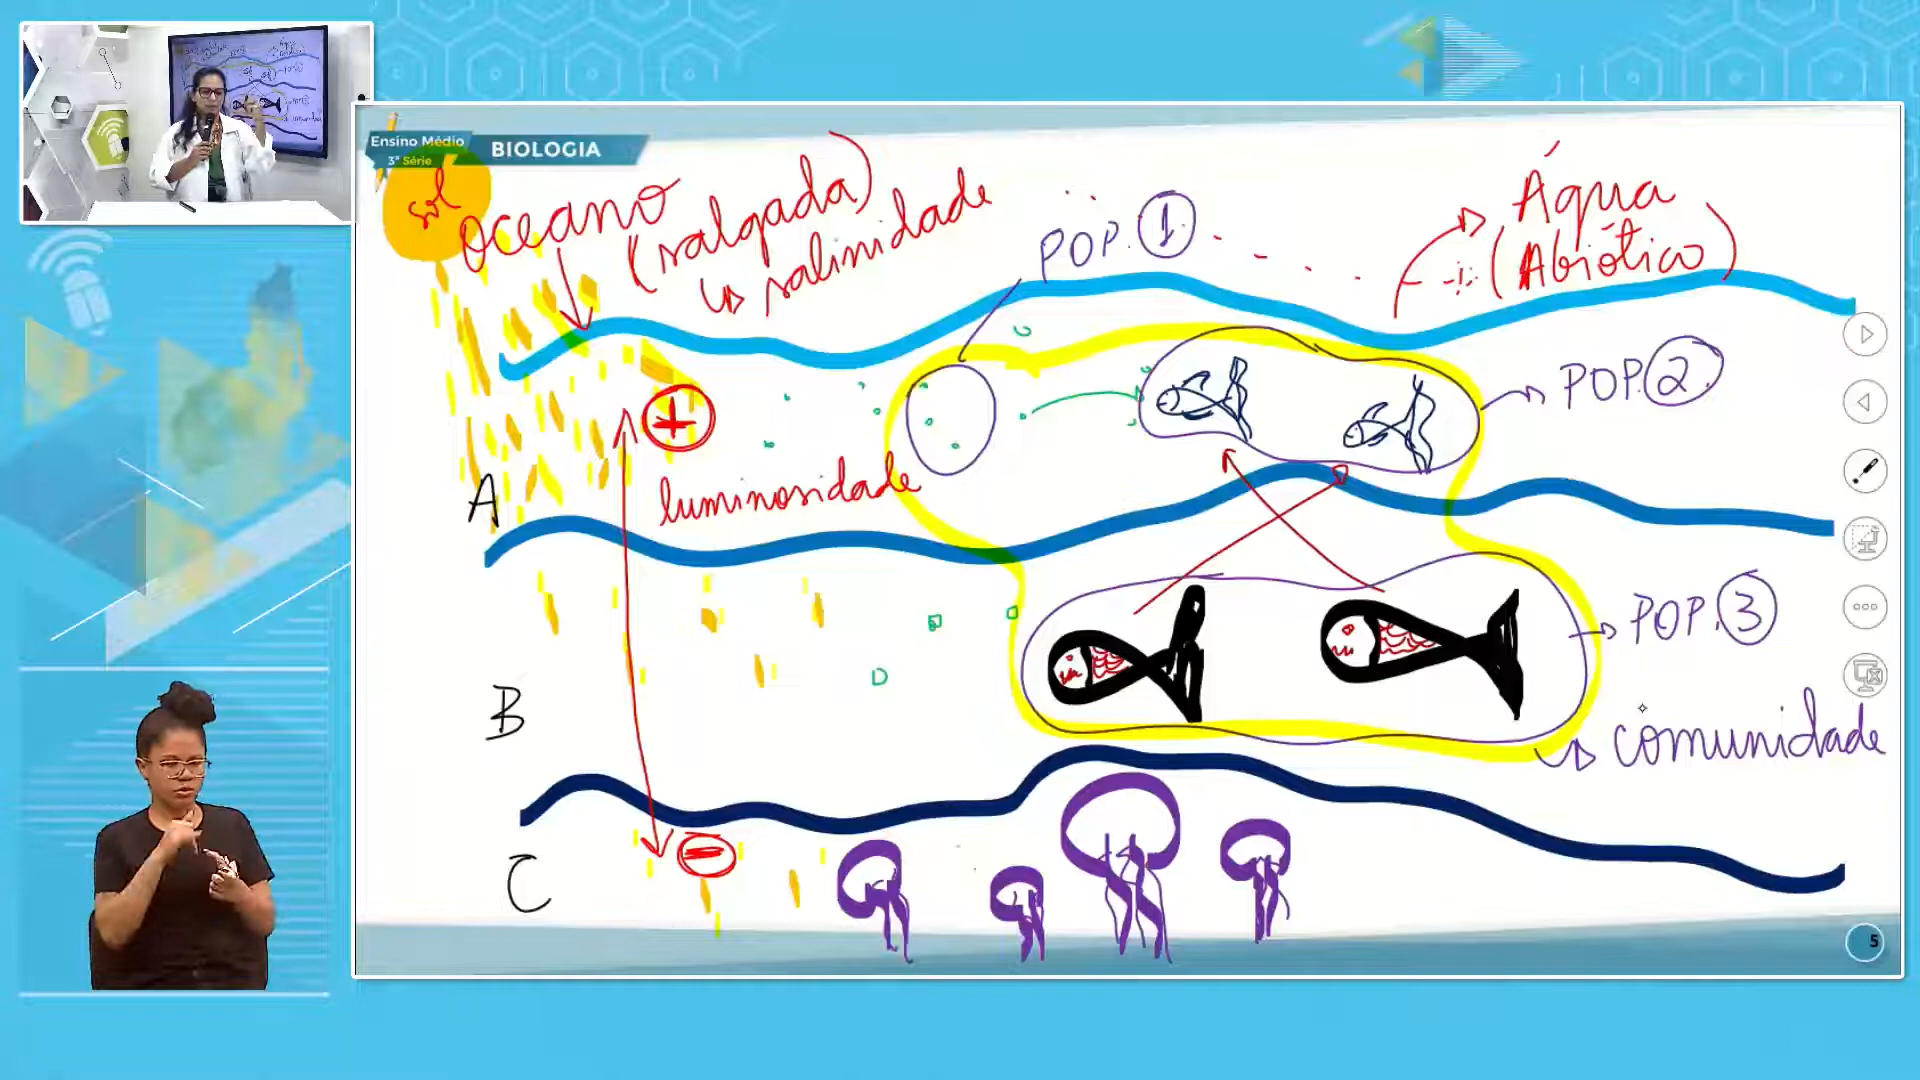 Ensino Médio
3ª Série
BIOLOGIA
sol
oceano
(salgada)
↳ salinidade
POP. 1
Água
(Abiótico)
POP. 2
+
luminosidade
A
POP. 3
B
comunidade
C
-
5